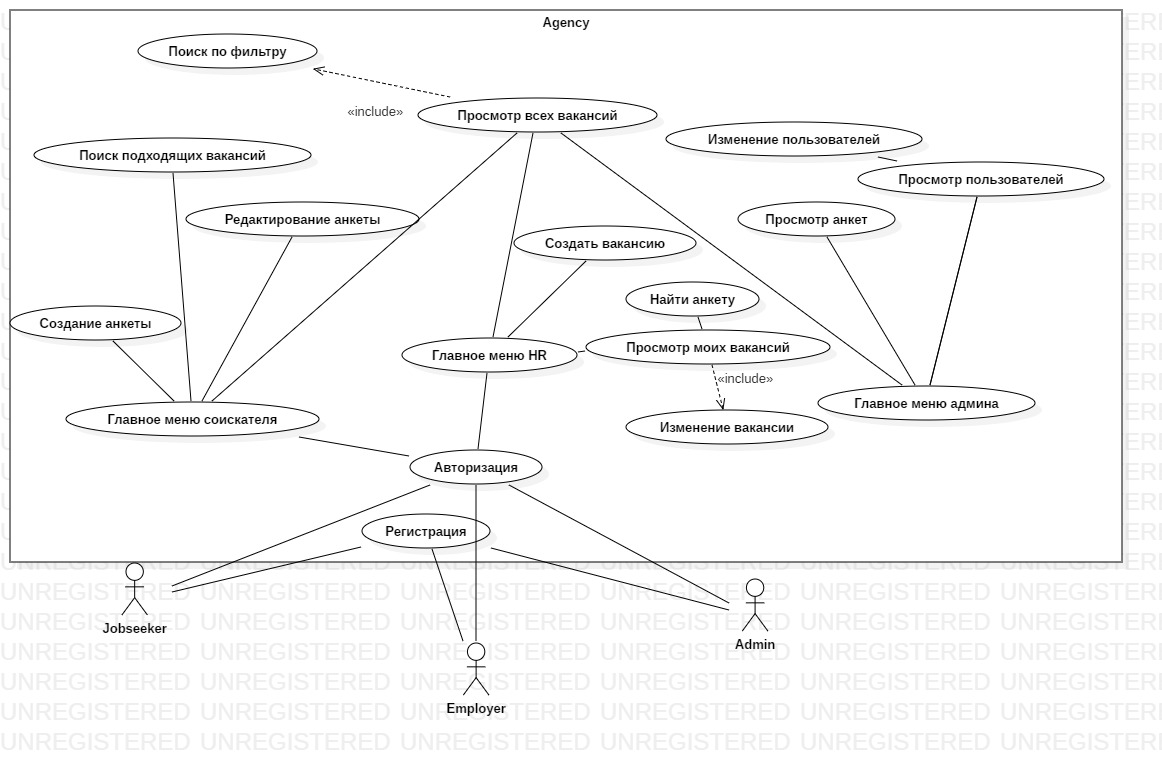 Agency
Поиск по фильтру
«include»
Просмотр всех вакансий
Изменение пользователей
Поиск подходящих вакансий
Просмотр пользователей
Редактирование анкеты
Просмотр анкет
Создать вакансию
Найти анкету
Создание анкеты
Главное меню HR
Просмотр моих вакансий
«include»
Главное меню админа
Главное меню соискателя
Изменение вакансии
Авторизация
Регистрация
Jobseeker
Admin
Employer
UNREGISTERED UNREGISTERED UNREGISTERED UNREGISTERED UNREGISTERED UNREGISTERED